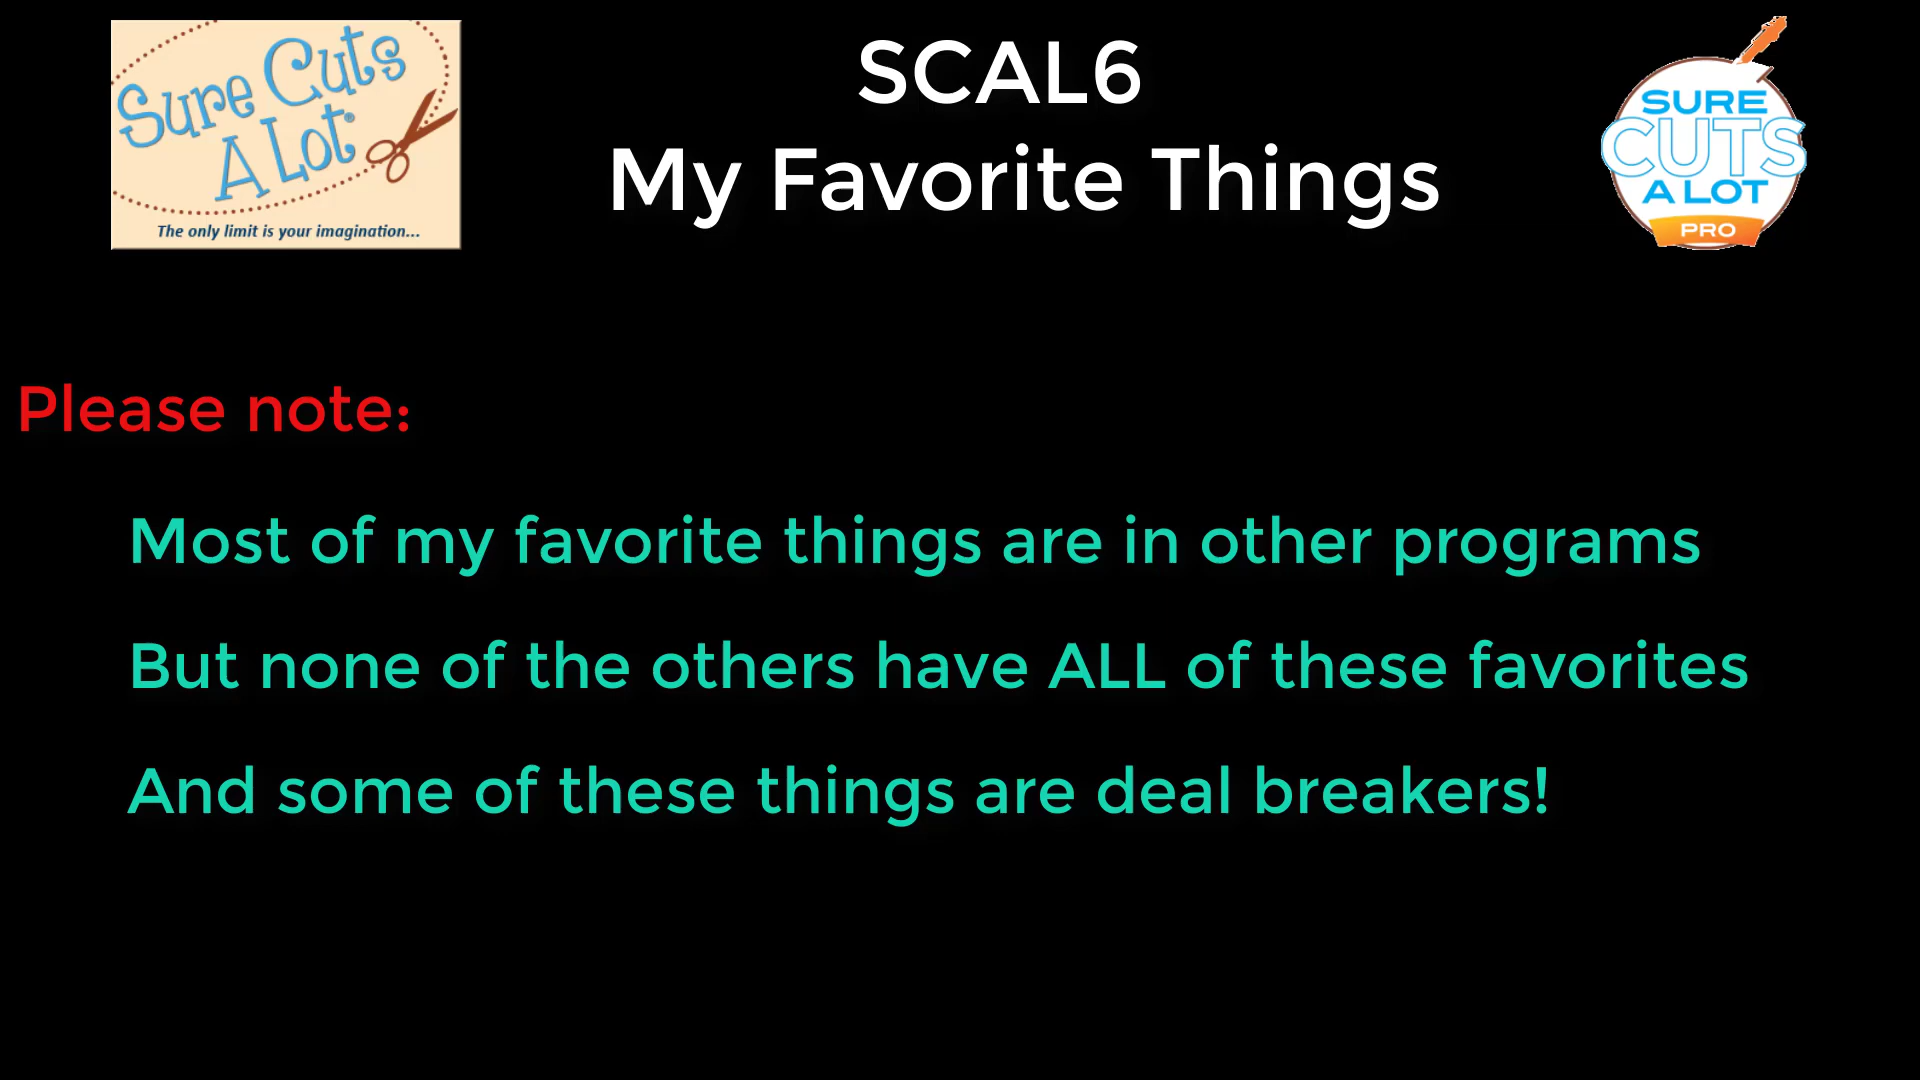 Sure Cuts
A Lot®
The only limit is your imagination...
SCAL6
My Favorite Things
SURE
CUTS
A LOT
PRO
Please note:
Most of my favorite things are in other programs
But none of the others have ALL of these favorites
And some of these things are deal breakers!